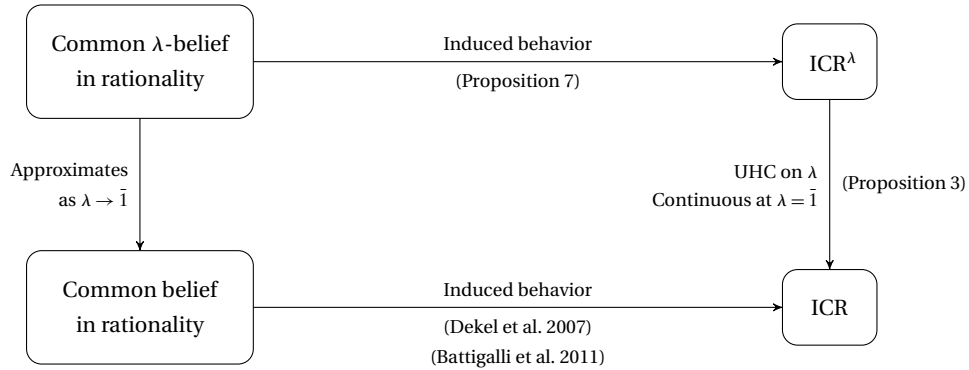 Common λ-belief
in rationality
Induced behavior
(Proposition 7)
ICR^λ
Approximates
as λ → 1̄
UHC on λ
Continuous at λ = 1̄
(Proposition 3)
Common belief
in rationality
Induced behavior
(Dekel et al. 2007)
(Battigalli et al. 2011)
ICR